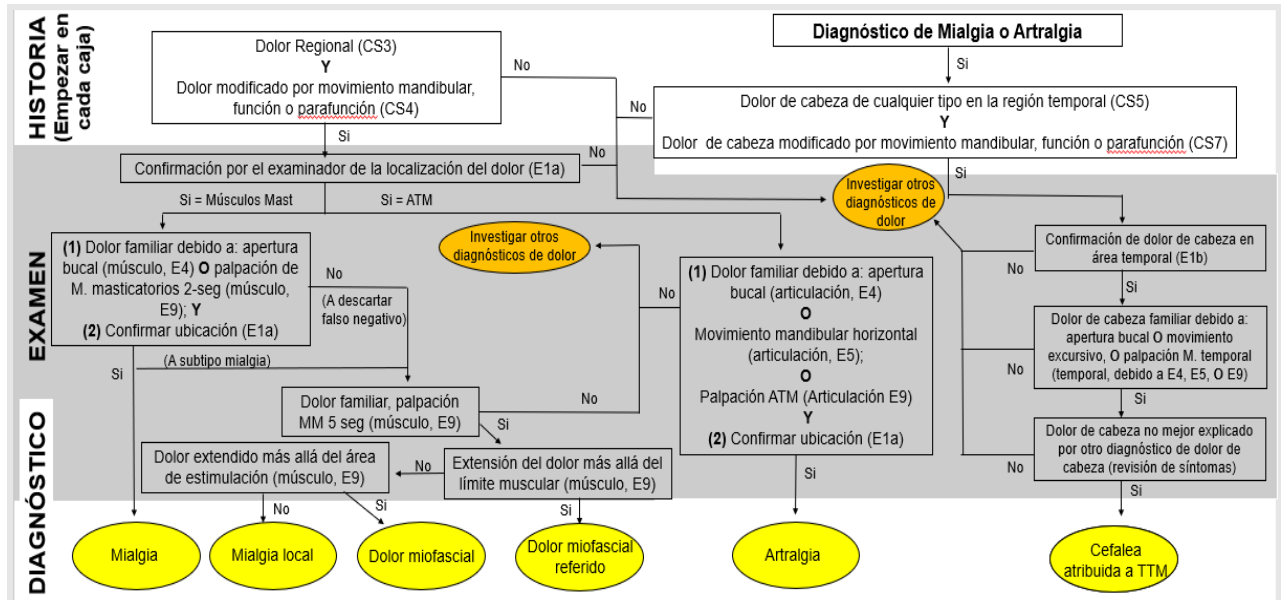 HISTORIA
(Empezar en
cada caja)
EXAMEN
DIAGNÓSTICO
Dolor Regional (CS3)
Y
Dolor modificado por movimiento mandibular,
función o parafunción (CS4)
No
Si
Diagnóstico de Mialgia o Artralgia
Si
No
Dolor de cabeza de cualquier tipo en la región temporal (CS5)
Y
Dolor de cabeza modificado por movimiento mandibular, función o parafunción (CS7)
Si
Confirmación por el examinador de la localización del dolor (E1a)
No
Si = Músculos Mast
Si = ATM
Investigar otros
diagnósticos de
dolor
(1) Dolor familiar debido a: apertura
bucal (músculo, E4) O palpación de
M. masticatorios 2-seg (músculo,
E9); Y
(2) Confirmar ubicación (E1a)
No
(A descartar
falso negativo)
Si
(A subtipo mialgia)
Investigar otros
diagnósticos de dolor
No
(1) Dolor familiar debido a: apertura
bucal (articulación, E4)
O
Movimiento mandibular horizontal
(articulación, E5);
O
Palpación ATM (Articulación E9)
Y
(2) Confirmar ubicación (E1a)
Si
Confirmación de dolor de cabeza en
área temporal (E1b)
No
Si
Dolor de cabeza familiar debido a:
apertura bucal O movimiento
excursivo, O palpación M. temporal
(temporal, debido a E4, E5, O E9)
No
Si
Dolor de cabeza no mejor explicado
por otro diagnóstico de dolor de
cabeza (revisión de síntomas)
No
Si
Dolor familiar, palpación
MM 5 seg (músculo, E9)
No
Si
Dolor extendido más allá del área
de estimulación (músculo, E9)
No
Extensión del dolor más allá del
límite muscular (músculo, E9)
No
Si
Si
Mialgia
Mialgia local
Dolor miofascial
Dolor miofascial
referido
Artralgia
Cefalea
atribuida a TTM